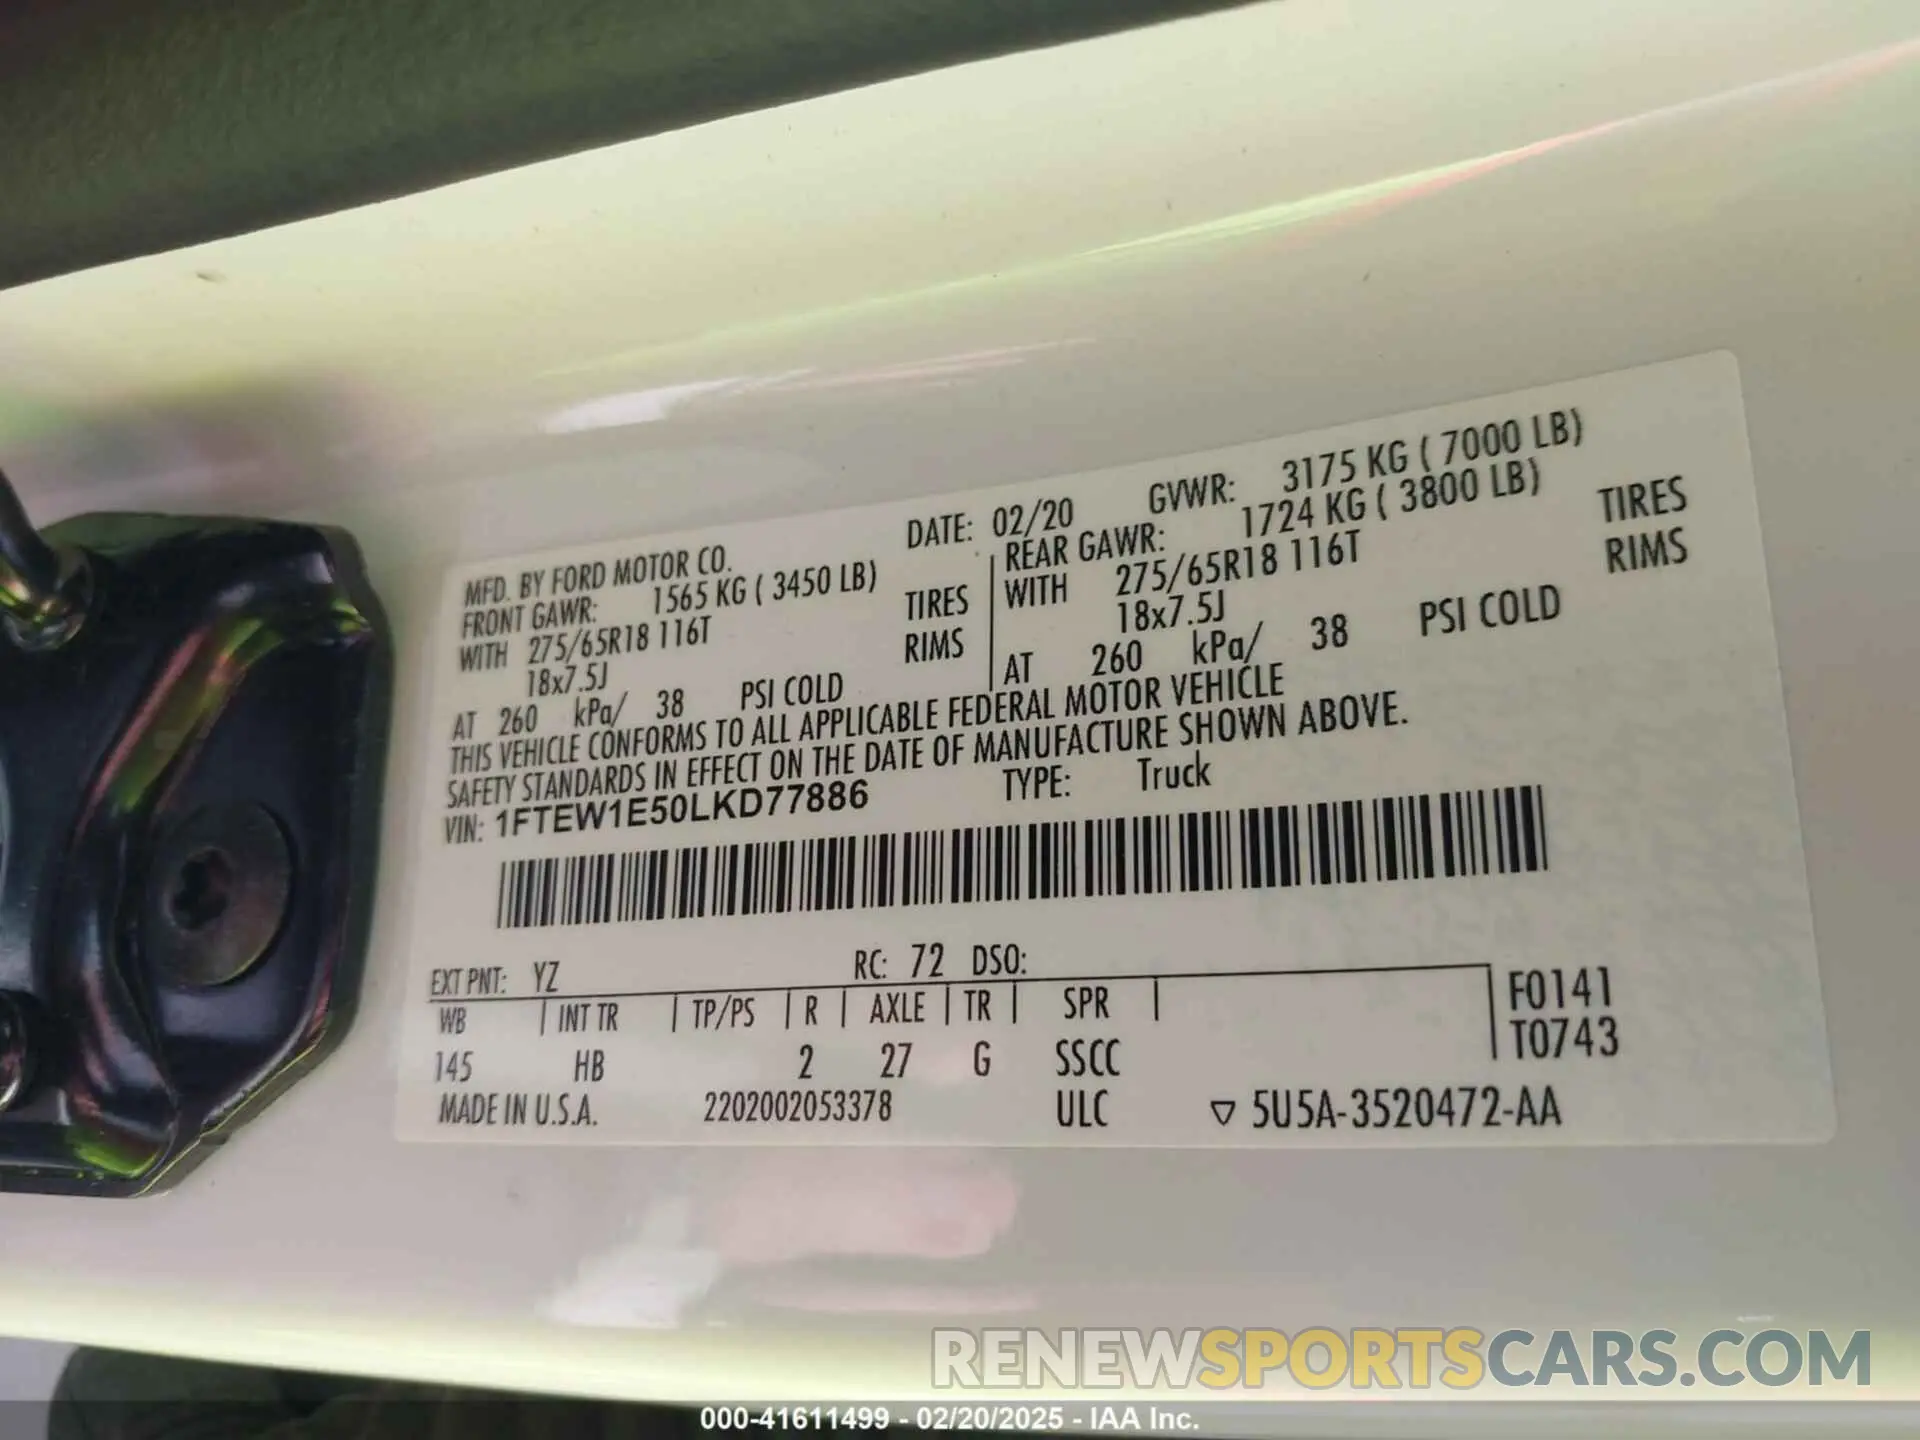 MFD. BY FORD MOTOR CO. DATE: 02/20 GVWR: 3175 KG ( 7000 LB)
FRONT GAWR: 1565 KG ( 3450 LB) REAR GAWR: 1724 KG ( 3800 LB)
WITH 275/65R18 116T TIRES WITH 275/65R18 116T TIRES
18x7.5J RIMS 18x7.5J RIMS
AT 260 kPa/ 38 PSI COLD AT 260 kPa/ 38 PSI COLD
THIS VEHICLE CONFORMS TO ALL APPLICABLE FEDERAL MOTOR VEHICLE
SAFETY STANDARDS IN EFFECT ON THE DATE OF MANUFACTURE SHOWN ABOVE.
VIN: 1FTEW1E50LKD77886 TYPE: Truck
EXT PNT: YZ RC: 72 DSO:
WB INT TR TP/PS R AXLE TR SPR F0141
145 HB 2 27 G SSCC T0743
MADE IN U.S.A. 2202002053378 ULC ▽ 5U5A-3520472-AA
RENEWSPORTSCARS.COM
000-41611499 - 02/20/2025 - IAA Inc.